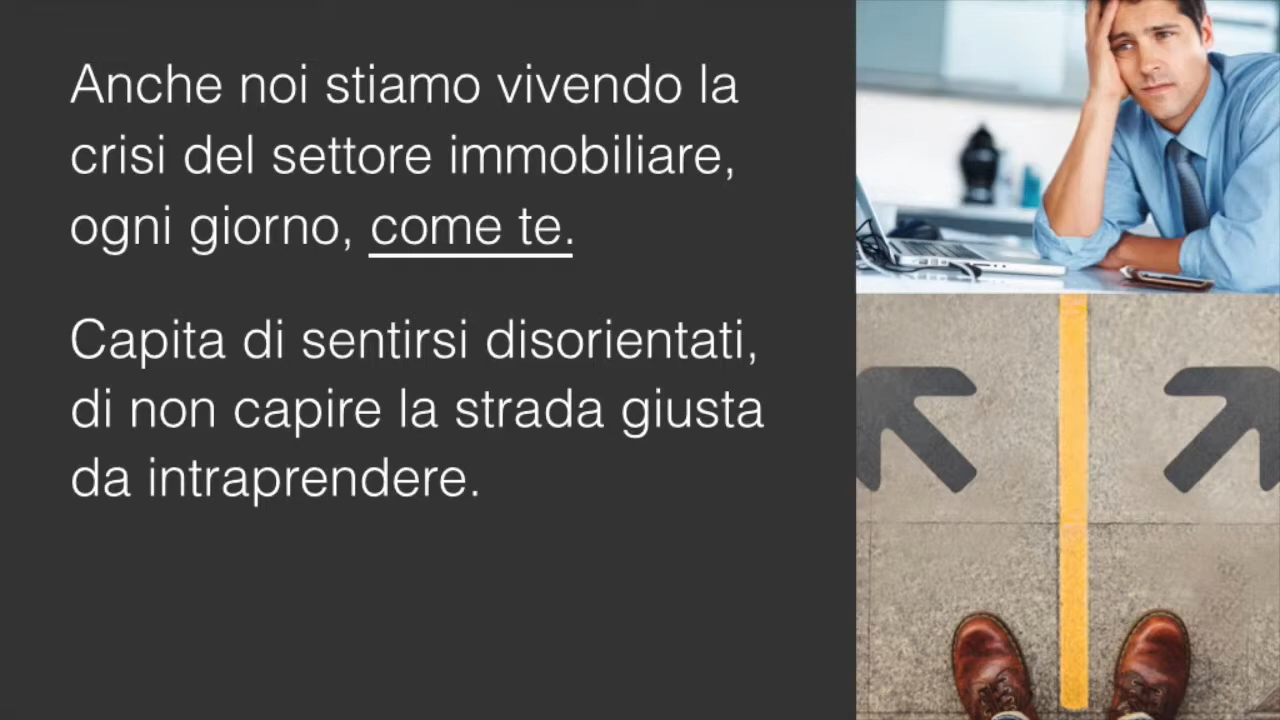 Anche noi stiamo vivendo la
crisi del settore immobiliare,
ogni giorno, come te.
Capita di sentirsi disorientati,
di non capire la strada giusta
da intraprendere.